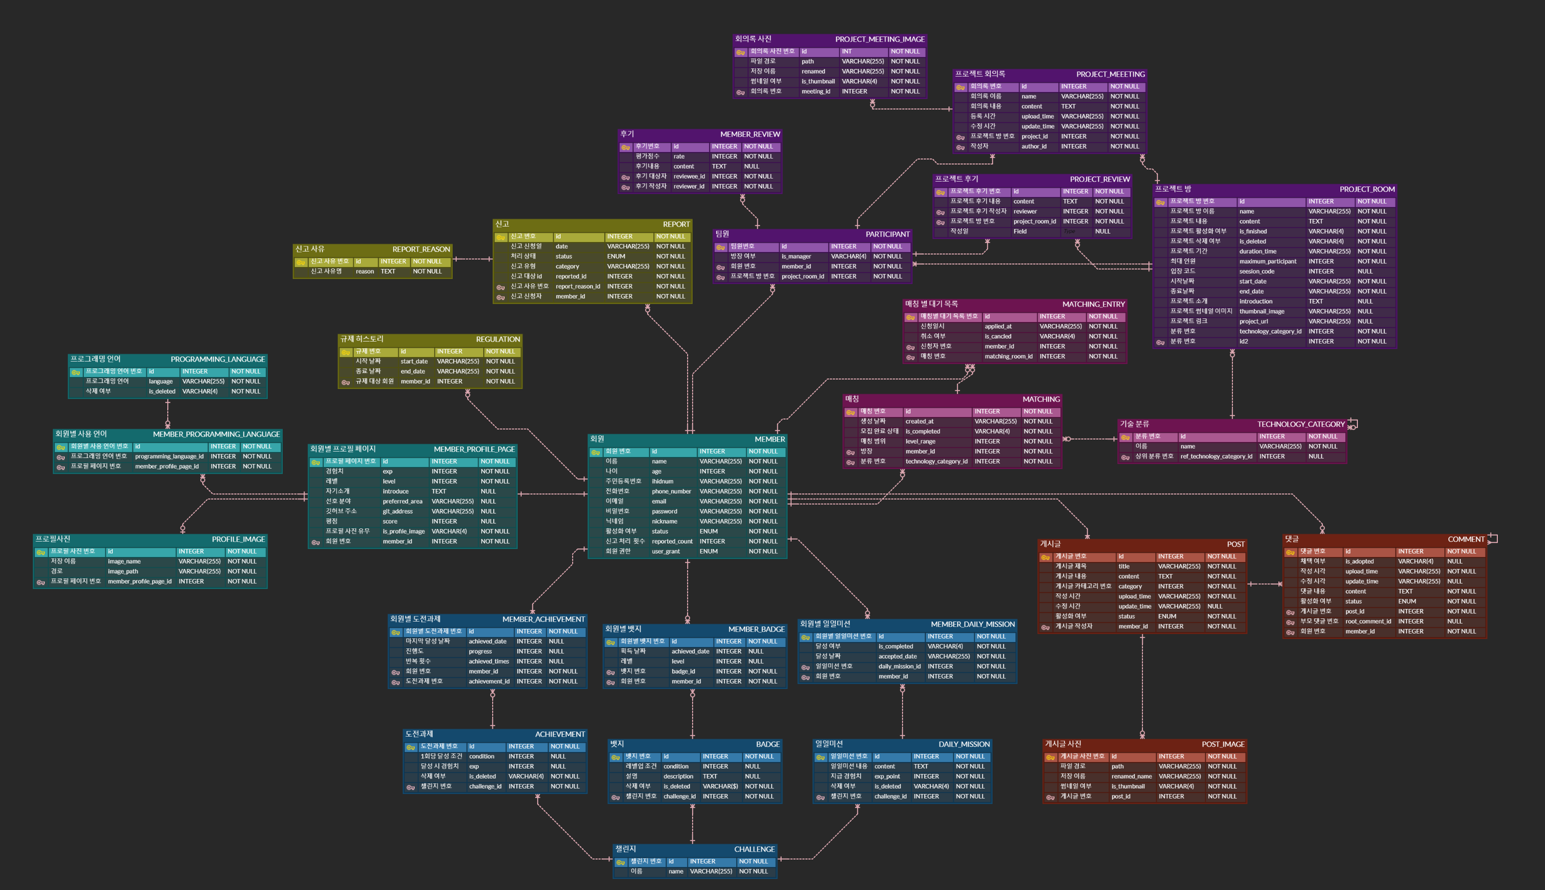 회의록 사진 PROJECT_MEETING_IMAGE
회의록 사진 번호 id INT NOT NULL
파일 경로 path VARCHAR(255) NOT NULL
저장 이름 renamed VARCHAR(255) NOT NULL
썸네일 여부 is_thumbnail VARCHAR(4) NOT NULL
회의록 번호 meeting_id INTEGER NOT NULL
프로젝트 회의록 PROJECT_MEEETING
회의록 번호 id INTEGER NOT NULL
회의록 이름 name VARCHAR(255) NOT NULL
회의록 내용 content TEXT NOT NULL
등록 시간 upload_time VARCHAR(255) NOT NULL
수정 시간 update_time VARCHAR(255) NOT NULL
프로젝트 방 번호 project_id INTEGER NOT NULL
작성자 author_id INTEGER NOT NULL
후기 MEMBER_REVIEW
후기번호 id INTEGER NOT NULL
평가점수 rate INTEGER NOT NULL
후기내용 content TEXT NULL
후기 대상자 reviewee_id INTEGER NOT NULL
후기 작성자 reviewer_id INTEGER NOT NULL
프로젝트 후기 PROJECT_REVIEW
프로젝트 후기 번호 id INTEGER NOT NULL
프로젝트 후기 내용 content TEXT NOT NULL
프로젝트 후기 작성자 reviewer INTEGER NOT NULL
프로젝트 방 번호 project_room_id INTEGER NOT NULL
작성일 Field NULL
프로젝트 방 PROJECT_ROOM
프로젝트 방 번호 id INTEGER NOT NULL
프로젝트 방 이름 name VARCHAR(255) NOT NULL
프로젝트 내용 content TEXT NOT NULL
프로젝트 활성화 여부 is_finished VARCHAR(4) NOT NULL
프로젝트 삭제 여부 is_deleted VARCHAR(4) NOT NULL
프로젝트 기간 duration_time VARCHAR(255) NOT NULL
최대 인원 maximum_participant INTEGER NOT NULL
입장 코드 seesion_code INTEGER NULL
시작날짜 start_date VARCHAR(255) NOT NULL
종료날짜 end_date VARCHAR(255) NOT NULL
프로젝트 소개 introduction TEXT NULL
프로젝트 썸네일 이미지 thumbnail_image VARCHAR(255) NULL
프로젝트 링크 project_url VARCHAR(255) NULL
분류 번호 technology_category_id INTEGER NOT NULL
분류 번호 id2 INTEGER NOT NULL
신고 REPORT
신고 번호 id INTEGER NOT NULL
신고 신청일 date VARCHAR(255) NOT NULL
처리 상태 status ENUM NOT NULL
신고 유형 category VARCHAR(255) NOT NULL
신고 대상 id reported_id INTEGER NOT NULL
신고 사유 번호 report_reason_id INTEGER NOT NULL
신고 신청자 member_id INTEGER NOT NULL
신고 사유 REPORT_REASON
신고 사유 번호 id INTEGER NOT NULL
신고 사유명 reason TEXT NOT NULL
팀원 PARTICIPANT
팀원번호 id INTEGER NOT NULL
방장 여부 is_manager VARCHAR(4) NOT NULL
회원 번호 member_id INTEGER NOT NULL
프로젝트 방 번호 project_room_id INTEGER NOT NULL
매칭 별 대기 목록 MATCHING_ENTRY
매칭별 대기 목록 번호 id INTEGER NOT NULL
신청일시 applied_at VARCHAR(255) NOT NULL
취소 여부 is_cancled VARCHAR(4) NOT NULL
신청자 번호 member_id INTEGER NOT NULL
매칭 번호 matching_room_id INTEGER NOT NULL
규제 히스토리 REGULATION
규제 번호 id INTEGER NOT NULL
시작 날짜 start_date VARCHAR(255) NOT NULL
종료 날짜 end_date VARCHAR(255) NOT NULL
규제 대상 회원 member_id INTEGER NOT NULL
프로그래밍 언어 PROGRAMMING_LANGUAGE
프로그래밍 언어 번호 id INTEGER NOT NULL
프로그래밍 언어 language VARCHAR(255) NOT NULL
삭제 여부 is_deleted VARCHAR(4) NOT NULL
매칭 MATCHING
매칭 번호 id INTEGER NOT NULL
생성 날짜 created_at VARCHAR(255) NOT NULL
모집 완료 상태 is_completed VARCHAR(4) NOT NULL
매칭 범위 level_range INTEGER NOT NULL
방장 member_id INTEGER NOT NULL
분류 번호 technology_category_id INTEGER NOT NULL
기술 분류 TECHNOLOGY_CATEGORY
분류 번호 id INTEGER NOT NULL
이름 name VARCHAR(255) NOT NULL
상위 분류 번호 ref_technology_category_id INTEGER NULL
회원별 사용 언어 MEMBER_PROGRAMMING_LANGUAGE
회원별 사용 언어 번호 id INTEGER NOT NULL
프로그래밍 언어 번호 programming_language_id INTEGER NOT NULL
프로필 페이지 번호 member_profile_page_id INTEGER NOT NULL
회원별 프로필 페이지 MEMBER_PROFILE_PAGE
프로필 페이지 번호 id INTEGER NOT NULL
경험치 exp INTEGER NOT NULL
레벨 level INTEGER NOT NULL
자기소개 introduce TEXT NULL
선호 분야 preferred_area VARCHAR(255) NULL
깃허브 주소 git_address VARCHAR(255) NULL
평점 score INTEGER NOT NULL
프로필 사진 유무 is_profile_image VARCHAR(4) NOT NULL
회원 번호 member_id INTEGER NOT NULL
회원 MEMBER
회원 번호 id INTEGER NOT NULL
이름 name VARCHAR(255) NOT NULL
나이 age INTEGER NOT NULL
주민등록번호 ihidnum VARCHAR(255) NOT NULL
전화번호 phone_number VARCHAR(255) NOT NULL
이메일 email VARCHAR(255) NOT NULL
비밀번호 password VARCHAR(255) NOT NULL
닉네임 nickname VARCHAR(255) NOT NULL
활성화 여부 status ENUM NOT NULL
신고 처리 횟수 reported_count INTEGER NOT NULL
회원 권한 user_grant ENUM NOT NULL
프로필사진 PROFILE_IMAGE
프로필 사진 번호 id INTEGER NOT NULL
저장 이름 image_name VARCHAR(255) NOT NULL
경로 image_path VARCHAR(255) NOT NULL
프로필 페이지 번호 member_profile_page_id INTEGER NOT NULL
게시글 POST
게시글 번호 id INTEGER NOT NULL
게시글 제목 title VARCHAR(255) NOT NULL
게시글 내용 content TEXT NOT NULL
게시글 카테고리 번호 category INTEGER NOT NULL
작성 시간 upload_time VARCHAR(255) NOT NULL
수정 시간 update_time VARCHAR(255) NULL
활성화 여부 status ENUM NOT NULL
게시글 작성자 member_id INTEGER NOT NULL
댓글 COMMENT
댓글 번호 id INTEGER NOT NULL
채택 여부 is_adopted VARCHAR(4) NULL
작성 시각 upload_time VARCHAR(255) NOT NULL
수정 시각 update_time VARCHAR(255) NULL
댓글 내용 content TEXT NOT NULL
활성화 여부 status ENUM NOT NULL
게시글 번호 post_id INTEGER NOT NULL
부모 댓글 번호 root_comment_id INTEGER NULL
회원 번호 member_id INTEGER NOT NULL
회원별 도전과제 MEMBER_ACHIEVEMENT
회원별 도전과제 번호 id INTEGER NOT NULL
마지막 달성 날짜 achieved_date INTEGER NULL
진행도 progress INTEGER NOT NULL
반복 횟수 achieved_times INTEGER NULL
회원 번호 member_id INTEGER NOT NULL
도전과제 번호 achievement_id INTEGER NOT NULL
회원별 뱃지 MEMBER_BADGE
회원별 뱃지 번호 id INTEGER NOT NULL
획득 날짜 achieved_date INTEGER NULL
레벨 level INTEGER NOT NULL
뱃지 번호 badge_id INTEGER NOT NULL
회원 번호 member_id INTEGER NOT NULL
회원별 일일미션 MEMBER_DAILY_MISSION
회원별 일일미션 번호 id INTEGER NOT NULL
달성 여부 is_completed VARCHAR(4) NOT NULL
달성 날짜 accepted_date VARCHAR(255) NOT NULL
일일미션 번호 daily_mission_id INTEGER NOT NULL
회원 번호 member_id INTEGER NOT NULL
도전과제 ACHIEVEMENT
도전과제 번호 id INTEGER NOT NULL
1회당 달성 조건 condition INTEGER NULL
달성 시 경험치 exp INTEGER NULL
삭제 여부 is_deleted VARCHAR(4) NOT NULL
챌린지 번호 challenge_id INTEGER NOT NULL
뱃지 BADGE
뱃지 번호 id INTEGER NOT NULL
레벨업 조건 condition INTEGER NULL
설명 description TEXT NULL
삭제 여부 is_deleted VARCHAR($) NOT NULL
챌린지 번호 challenge_id INTEGER NOT NULL
일일미션 DAILY_MISSION
일일미션 번호 id INTEGER NOT NULL
일일미션 내용 content TEXT NOT NULL
지급 경험치 exp_point INTEGER NOT NULL
삭제 여부 is_deleted VARCHAR(4) NOT NULL
챌린지 번호 challenge_id INTEGER NOT NULL
게시글 사진 POST_IMAGE
게시글 사진 번호 id INTEGER NOT NULL
파일 경로 path VARCHAR(255) NOT NULL
저장 이름 renamed_name VARCHAR(255) NOT NULL
썸네일 여부 is_thumbnail VARCHAR(4) NOT NULL
게시글 번호 post_id INTEGER NOT NULL
챌린지 CHALLENGE
챌린지 번호 id INTEGER NOT NULL
이름 name VARCHAR(255) NOT NULL